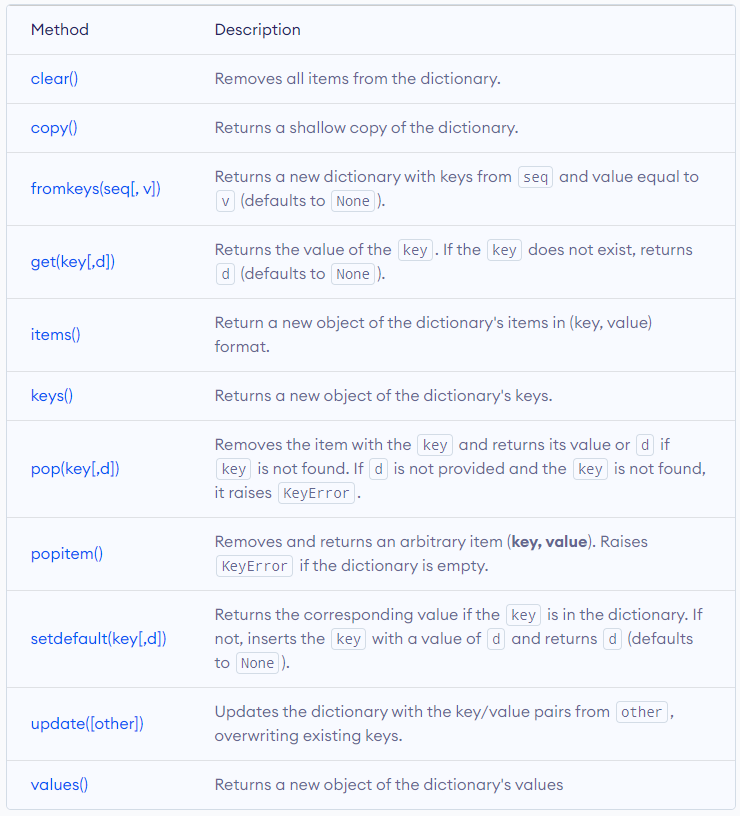 Method Description
clear() Removes all items from the dictionary.
copy() Returns a shallow copy of the dictionary.
Returns a new dictionary with keys from seq and value equal to
fromkeys(seq[, v])
v (defaults to None ).
Returns the value of the key . If the key does not exist, returns
get(key[,d])
d (defaults to None ).
Return a new object of the dictionary's items in (key, value)
items()
format.
keys() Returns a new object of the dictionary's keys.
Removes the item with the key and returns its value or d if
pop(key[,d]) key is not found. If d is not provided and the key is not found,
it raises KeyError .
Removes and returns an arbitrary item (key, value). Raises
popitem()
KeyError if the dictionary is empty.
Returns the corresponding value if the key is in the dictionary. If
setdefault(key[,d]) not, inserts the key with a value of d and returns d (defaults
to None ).
Updates the dictionary with the key/value pairs from other ,
update([other])
overwriting existing keys.
values() Returns a new object of the dictionary's values